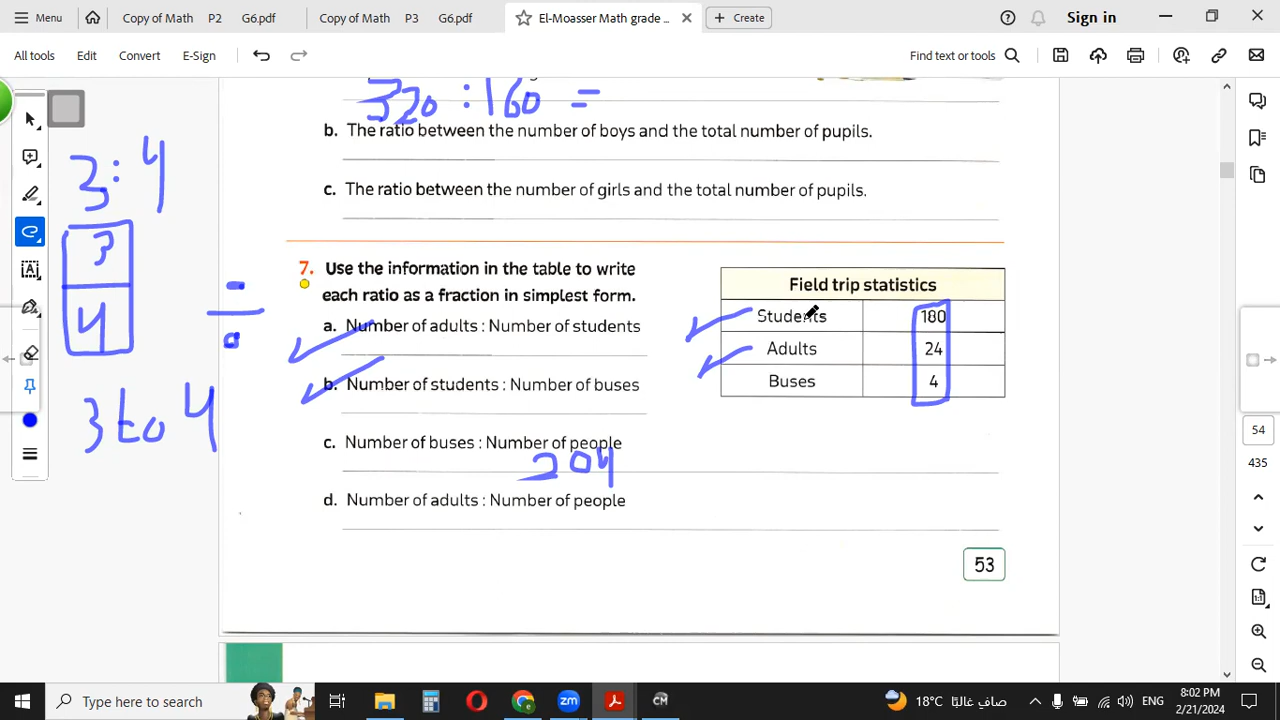 Menu
Copy of Math P2 G6.pdf
Copy of Math P3 G6.pdf
El-Moasser Math grade ...
Create
Sign in
All tools Edit Convert E-Sign
Find text or tools
320 : 160 =
b. The ratio between the number of boys and the total number of pupils.
c. The ratio between the number of girls and the total number of pupils.
3 : 4
3
4
3 to 4
7. Use the information in the table to write
each ratio as a fraction in simplest form.
a. Number of adults : Number of students
b. Number of students : Number of buses
c. Number of buses : Number of people
204
d. Number of adults : Number of people
Field trip statistics
Students 180
Adults 24
Buses 4
53
54
435
Type here to search
18°C صاف غالبًا
ENG
8:02 PM
2/21/2024